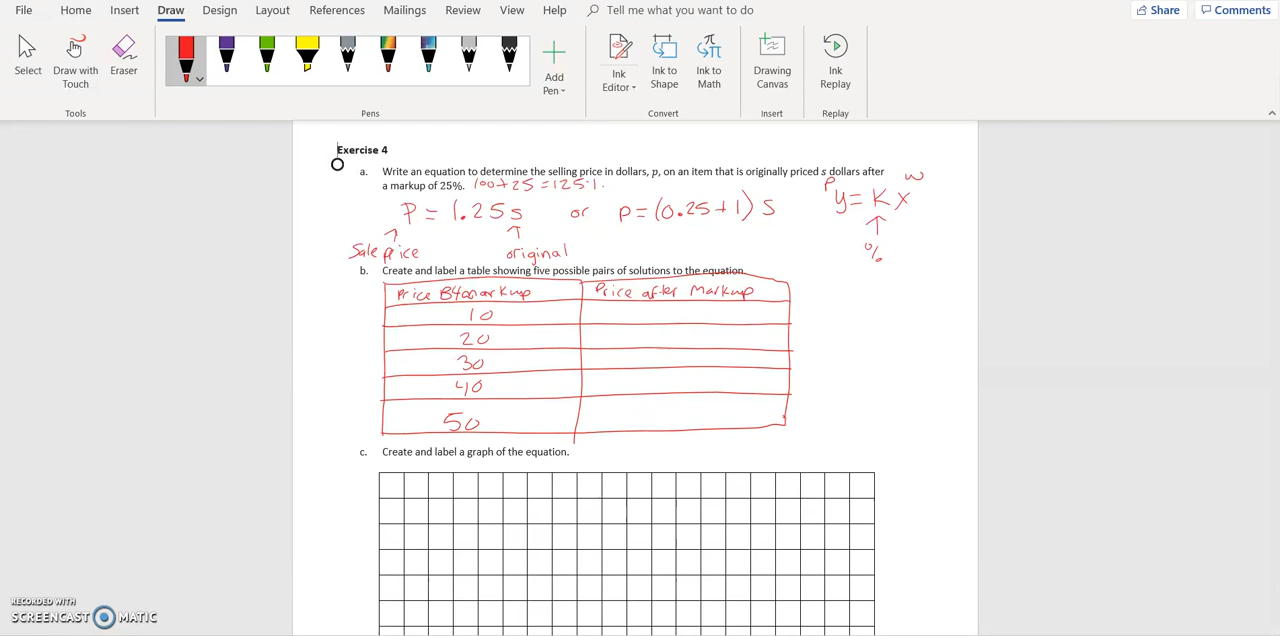 File Home Insert Draw Design Layout References Mailings Review View Help Tell me what you want to do Share Comments
Select Draw with Touch Eraser Add Pen Ink Editor Ink to Shape Ink to Math Drawing Canvas Ink Replay
Tools Pens Convert Insert Replay
Exercise 4
a. Write an equation to determine the selling price in dollars, p, on an item that is originally priced s dollars after
a markup of 25%. 100+25=125%
P = 1.25s or p=(0.25+1)s
P W
y=Kx
%
Sale price original
b. Create and label a table showing five possible pairs of solutions to the equation.
Price B4 markup Price after Markup
10
20
30
40
50
c. Create and label a graph of the equation.
RECORDED WITH
SCREENCAST MATIC